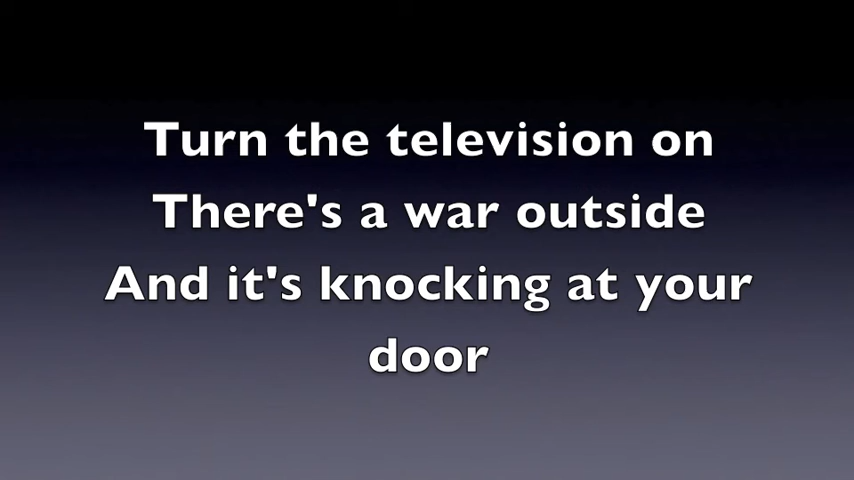 Turn the television on
There's a war outside
And it's knocking at your
door